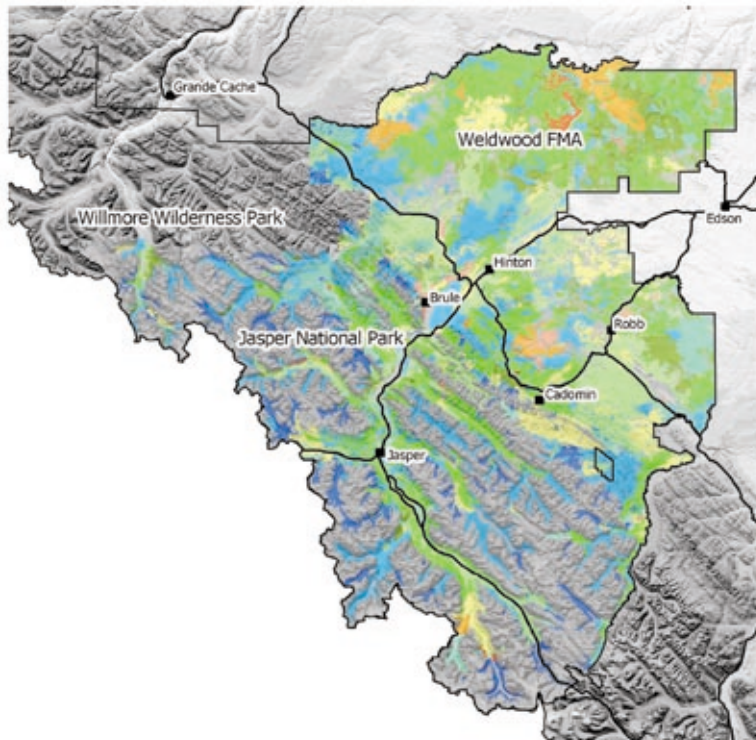 Grande Cache
Weldwood FMA
Willmore Wilderness Park
Edson
Hinton
Brule
Robb
Jasper National Park
Cadomin
Jasper